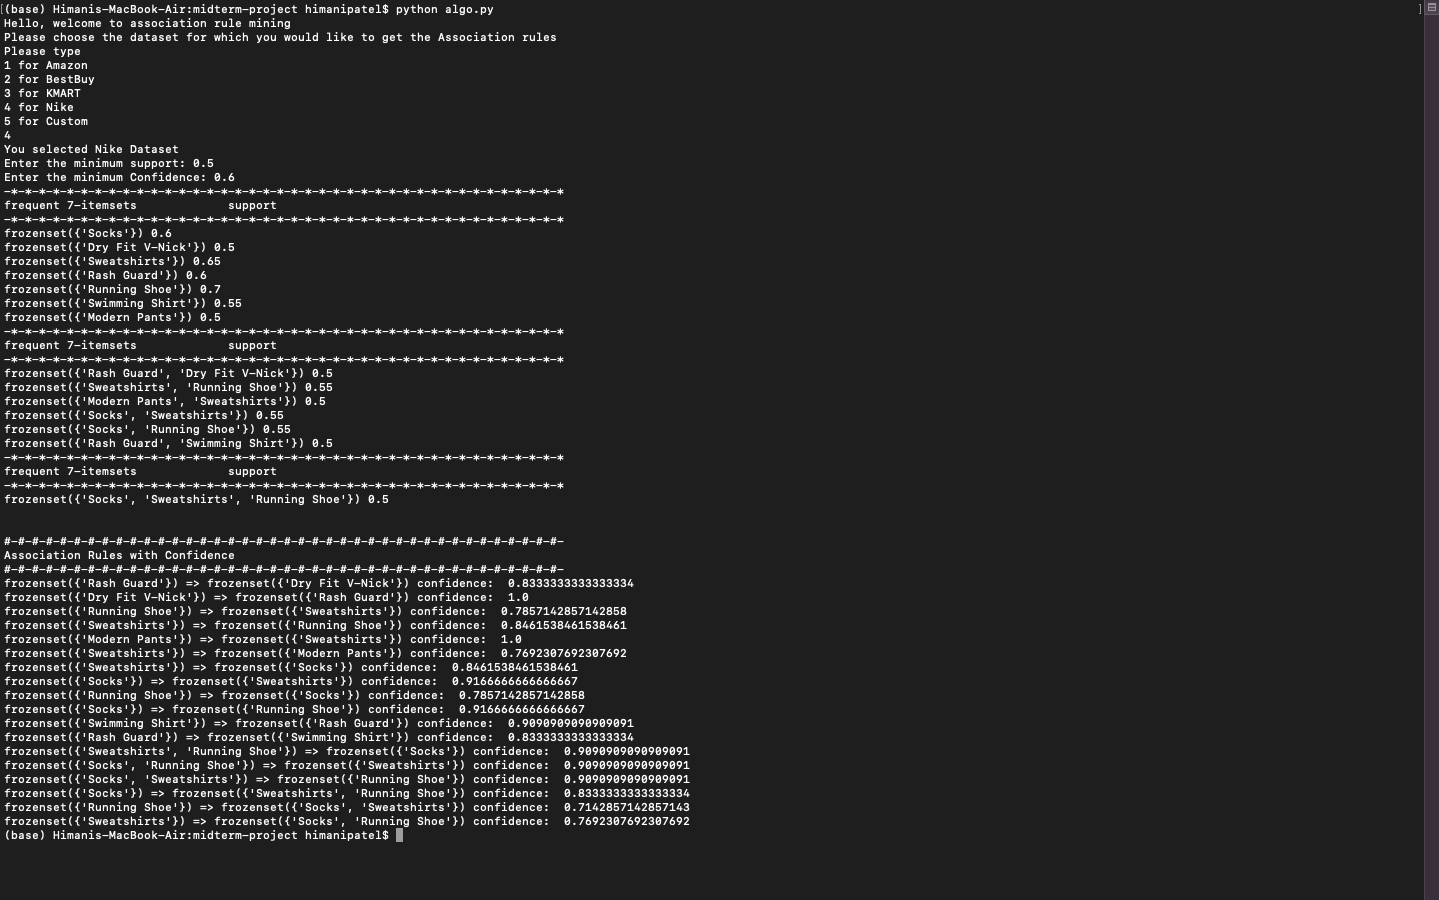 (base) Himanis-MacBook-Air:midterm-project himanipatel$ python algo.py
Hello, welcome to association rule mining
Please choose the dataset for which you would like to get the Association rules
Please type
1 for Amazon
2 for BestBuy
3 for KMART
4 for Nike
5 for Custom
4
You selected Nike Dataset
Enter the minimum support: 0.5
Enter the minimum Confidence: 0.6
-*-*-*-*-*-*-*-*-*-*-*-*-*-*-*-*-*-*-*-*-*-*-*-*-*-*-*-*-*-*-*-*-*-*-*-*-*-*-*-*
frequent 7-itemsets             support
-*-*-*-*-*-*-*-*-*-*-*-*-*-*-*-*-*-*-*-*-*-*-*-*-*-*-*-*-*-*-*-*-*-*-*-*-*-*-*-*
frozenset({'Socks'}) 0.6
frozenset({'Dry Fit V-Nick'}) 0.5
frozenset({'Sweatshirts'}) 0.65
frozenset({'Rash Guard'}) 0.6
frozenset({'Running Shoe'}) 0.7
frozenset({'Swimming Shirt'}) 0.55
frozenset({'Modern Pants'}) 0.5
-*-*-*-*-*-*-*-*-*-*-*-*-*-*-*-*-*-*-*-*-*-*-*-*-*-*-*-*-*-*-*-*-*-*-*-*-*-*-*-*
frequent 7-itemsets             support
-*-*-*-*-*-*-*-*-*-*-*-*-*-*-*-*-*-*-*-*-*-*-*-*-*-*-*-*-*-*-*-*-*-*-*-*-*-*-*-*
frozenset({'Rash Guard', 'Dry Fit V-Nick'}) 0.5
frozenset({'Sweatshirts', 'Running Shoe'}) 0.55
frozenset({'Modern Pants', 'Sweatshirts'}) 0.5
frozenset({'Socks', 'Sweatshirts'}) 0.55
frozenset({'Socks', 'Running Shoe'}) 0.55
frozenset({'Rash Guard', 'Swimming Shirt'}) 0.5
-*-*-*-*-*-*-*-*-*-*-*-*-*-*-*-*-*-*-*-*-*-*-*-*-*-*-*-*-*-*-*-*-*-*-*-*-*-*-*-*
frequent 7-itemsets             support
-*-*-*-*-*-*-*-*-*-*-*-*-*-*-*-*-*-*-*-*-*-*-*-*-*-*-*-*-*-*-*-*-*-*-*-*-*-*-*-*
frozenset({'Socks', 'Sweatshirts', 'Running Shoe'}) 0.5
#-#-#-#-#-#-#-#-#-#-#-#-#-#-#-#-#-#-#-#-#-#-#-#-#-#-#-#-#-#-#-#-#-#-#-#-#-#-#-#-
Association Rules with Confidence
#-#-#-#-#-#-#-#-#-#-#-#-#-#-#-#-#-#-#-#-#-#-#-#-#-#-#-#-#-#-#-#-#-#-#-#-#-#-#-#-
frozenset({'Rash Guard'}) => frozenset({'Dry Fit V-Nick'}) confidence:  0.8333333333333334
frozenset({'Dry Fit V-Nick'}) => frozenset({'Rash Guard'}) confidence:  1.0
frozenset({'Running Shoe'}) => frozenset({'Sweatshirts'}) confidence:  0.7857142857142858
frozenset({'Sweatshirts'}) => frozenset({'Running Shoe'}) confidence:  0.8461538461538461
frozenset({'Modern Pants'}) => frozenset({'Sweatshirts'}) confidence:  1.0
frozenset({'Sweatshirts'}) => frozenset({'Modern Pants'}) confidence:  0.7692307692307692
frozenset({'Sweatshirts'}) => frozenset({'Socks'}) confidence:  0.8461538461538461
frozenset({'Socks'}) => frozenset({'Sweatshirts'}) confidence:  0.9166666666666667
frozenset({'Running Shoe'}) => frozenset({'Socks'}) confidence:  0.7857142857142858
frozenset({'Socks'}) => frozenset({'Running Shoe'}) confidence:  0.9166666666666667
frozenset({'Swimming Shirt'}) => frozenset({'Rash Guard'}) confidence:  0.9090909090909091
frozenset({'Rash Guard'}) => frozenset({'Swimming Shirt'}) confidence:  0.8333333333333334
frozenset({'Sweatshirts', 'Running Shoe'}) => frozenset({'Socks'}) confidence:  0.9090909090909091
frozenset({'Socks', 'Running Shoe'}) => frozenset({'Sweatshirts'}) confidence:  0.9090909090909091
frozenset({'Socks', 'Sweatshirts'}) => frozenset({'Running Shoe'}) confidence:  0.9090909090909091
frozenset({'Socks'}) => frozenset({'Sweatshirts', 'Running Shoe'}) confidence:  0.8333333333333334
frozenset({'Running Shoe'}) => frozenset({'Socks', 'Sweatshirts'}) confidence:  0.7142857142857143
frozenset({'Sweatshirts'}) => frozenset({'Socks', 'Running Shoe'}) confidence:  0.7692307692307692
(base) Himanis-MacBook-Air:midterm-project himanipatel$